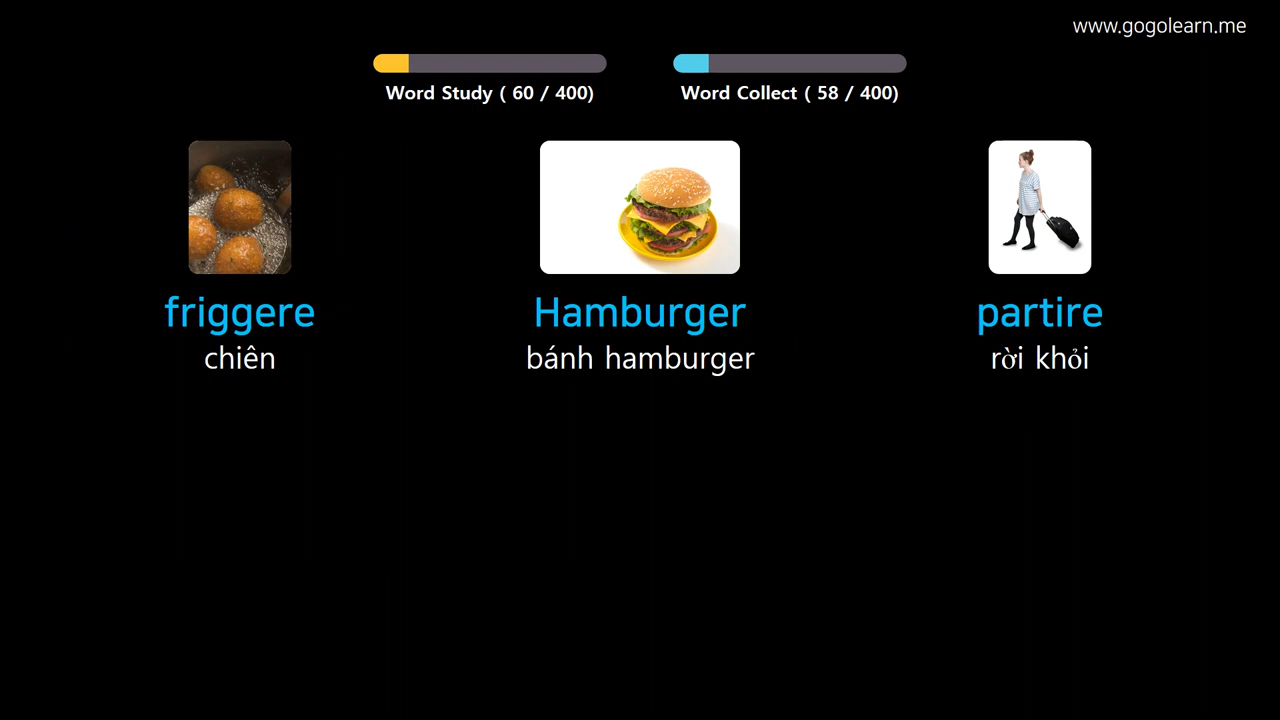 www.gogolearn.me
Word Study ( 60 / 400)
Word Collect ( 58 / 400)
friggere
chiên
Hamburger
bánh hamburger
partire
rời khỏi